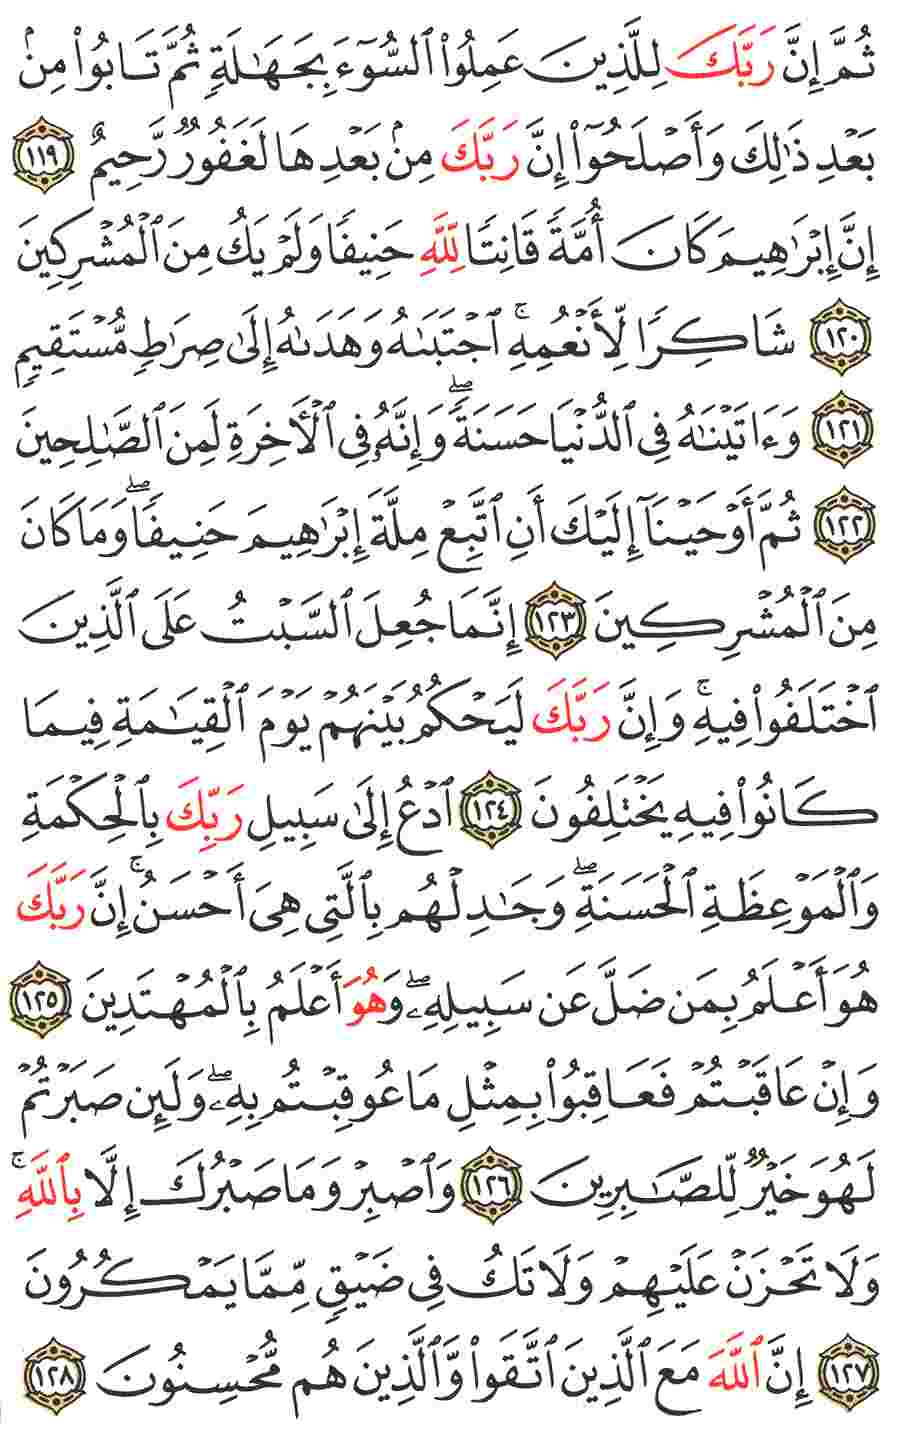 ثُمَّ إِنَّ رَبَّكَ لِلَّذِينَ عَمِلُوا۟ ٱلسُّوٓءَ بِجَهَـٰلَةٍ ثُمَّ تَابُوا۟ مِنۢ
بَعْدِ ذَٰلِكَ وَأَصْلَحُوٓا۟ إِنَّ رَبَّكَ مِنۢ بَعْدِهَا لَغَفُورٌ رَّحِيمٌ ١١٩
إِنَّ إِبْرَٰهِيمَ كَانَ أُمَّةً قَانِتًا لِّلَّهِ حَنِيفًا وَلَمْ يَكُ مِنَ ٱلْمُشْرِكِينَ
١٢٠ شَاكِرًا لِّأَنْعُمِهِ ۚ ٱجْتَبَىٰهُ وَهَدَىٰهُ إِلَىٰ صِرَٰطٍ مُّسْتَقِيمٍ
١٢١ وَءَاتَيْنَـٰهُ فِى ٱلدُّنْيَا حَسَنَةً ۖ وَإِنَّهُۥ فِى ٱلْـَٔاخِرَةِ لَمِنَ ٱلصَّـٰلِحِينَ
١٢٢ ثُمَّ أَوْحَيْنَآ إِلَيْكَ أَنِ ٱتَّبِعْ مِلَّةَ إِبْرَٰهِيمَ حَنِيفًا ۖ وَمَا كَانَ
مِنَ ٱلْمُشْرِكِينَ ١٢٣ إِنَّمَا جُعِلَ ٱلسَّبْتُ عَلَى ٱلَّذِينَ
ٱخْتَلَفُوا۟ فِيهِ ۚ وَإِنَّ رَبَّكَ لَيَحْكُمُ بَيْنَهُمْ يَوْمَ ٱلْقِيَـٰمَةِ فِيمَا
كَانُوا۟ فِيهِ يَخْتَلِفُونَ ١٢٤ ٱدْعُ إِلَىٰ سَبِيلِ رَبِّكَ بِٱلْحِكْمَةِ
وَٱلْمَوْعِظَةِ ٱلْحَسَنَةِ ۖ وَجَـٰدِلْهُم بِٱلَّتِى هِىَ أَحْسَنُ ۚ إِنَّ رَبَّكَ
هُوَ أَعْلَمُ بِمَن ضَلَّ عَن سَبِيلِهِۦ ۖ وَهُوَ أَعْلَمُ بِٱلْمُهْتَدِينَ ١٢٥
وَإِنْ عَاقَبْتُمْ فَعَاقِبُوا۟ بِمِثْلِ مَا عُوقِبْتُم بِهِۦ ۖ وَلَئِن صَبَرْتُمْ
لَهُوَ خَيْرٌ لِّلصَّـٰبِرِينَ ١٢٦ وَٱصْبِرْ وَمَا صَبْرُكَ إِلَّا بِٱللَّهِ ۚ
وَلَا تَحْزَنْ عَلَيْهِمْ وَلَا تَكُ فِى ضَيْقٍ مِّمَّا يَمْكُرُونَ
١٢٧ إِنَّ ٱللَّهَ مَعَ ٱلَّذِينَ ٱتَّقَوا۟ وَّٱلَّذِينَ هُم مُّحْسِنُونَ ١٢٨